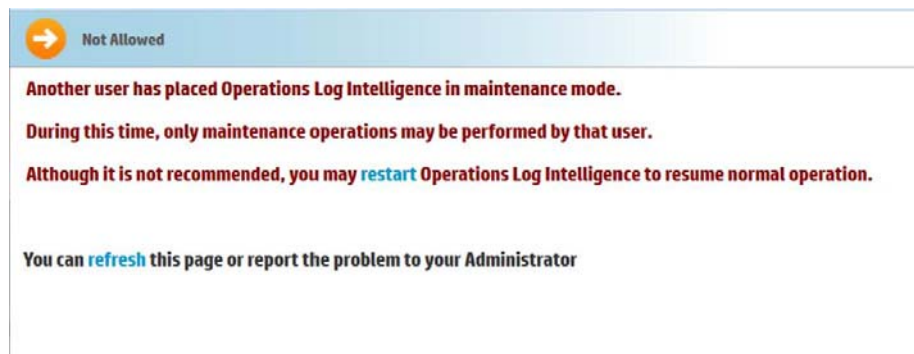 Not Allowed
Another user has placed Operations Log Intelligence in maintenance mode.
During this time, only maintenance operations may be performed by that user.
Although it is not recommended, you may restart Operations Log Intelligence to resume normal operation.
You can refresh this page or report the problem to your Administrator